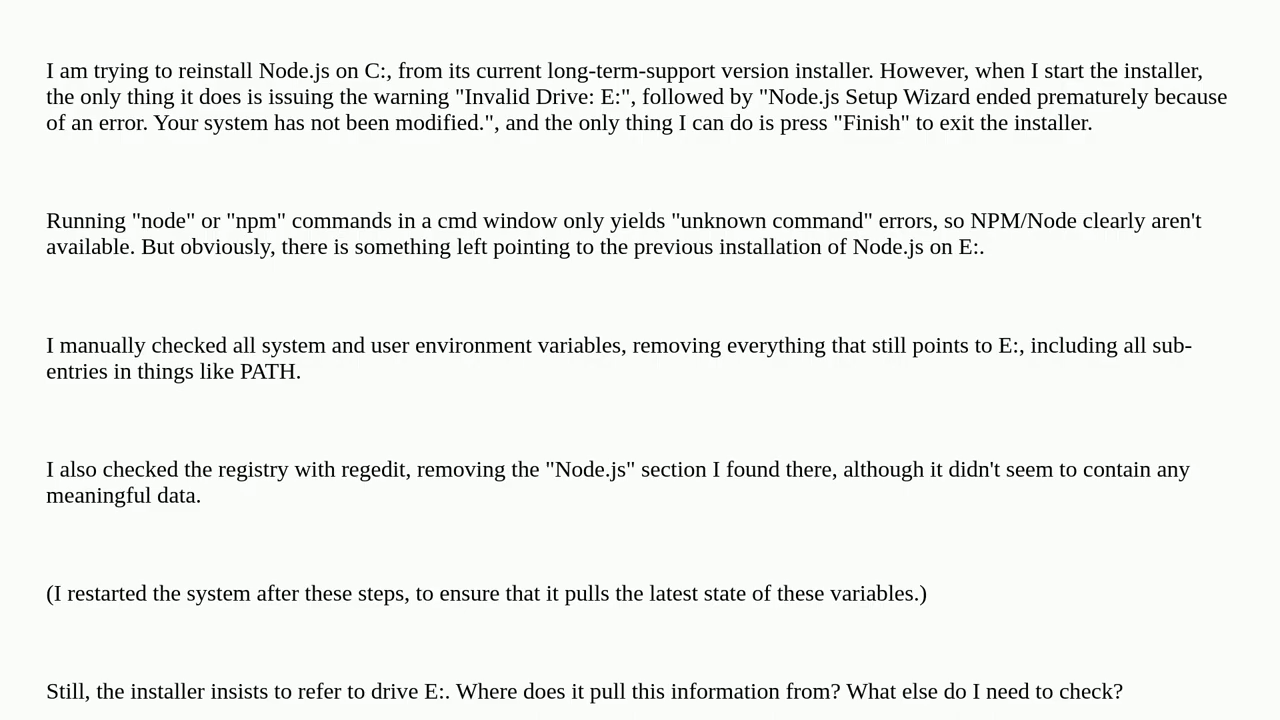 I am trying to reinstall Node.js on C:, from its current long-term-support version installer. However, when I start the installer,
the only thing it does is issuing the warning "Invalid Drive: E:", followed by "Node.js Setup Wizard ended prematurely because
of an error. Your system has not been modified.", and the only thing I can do is press "Finish" to exit the installer.
Running "node" or "npm" commands in a cmd window only yields "unknown command" errors, so NPM/Node clearly aren't
available. But obviously, there is something left pointing to the previous installation of Node.js on E:.
I manually checked all system and user environment variables, removing everything that still points to E:, including all sub-
entries in things like PATH.
I also checked the registry with regedit, removing the "Node.js" section I found there, although it didn't seem to contain any
meaningful data.
(I restarted the system after these steps, to ensure that it pulls the latest state of these variables.)
Still, the installer insists to refer to drive E:. Where does it pull this information from? What else do I need to check?